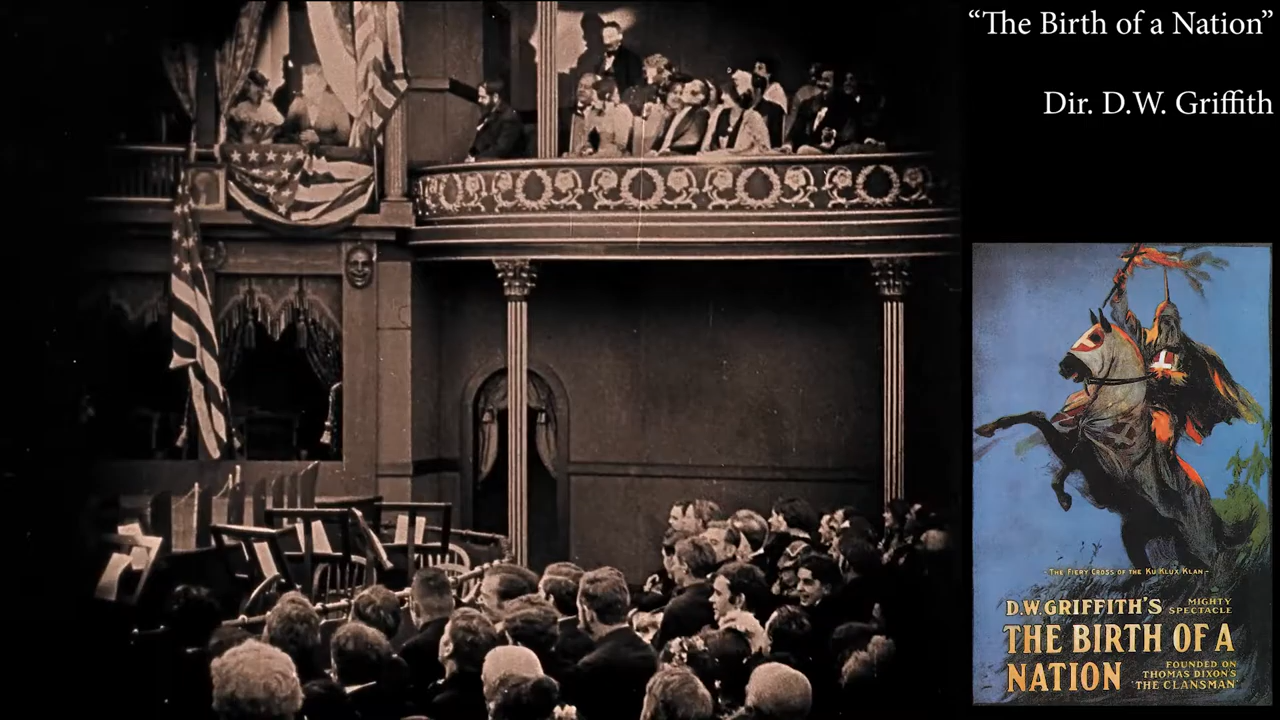 “The Birth of a Nation”
Dir. D.W. Griffith
-The Fiery Cross of the Ku Klux Klan-
D.W. GRIFFITH'S MIGHTY SPECTACLE
THE BIRTH OF A NATION
FOUNDED ON
THOMAS DIXON'S
'THE CLANSMAN'